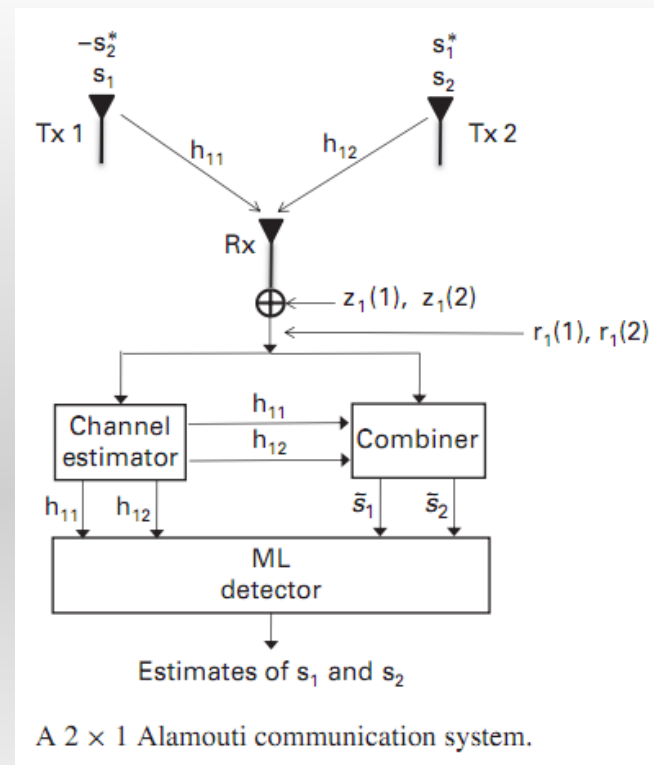 -s₂* s₁*
s₁ s₂
Tx 1 Tx 2
h₁₁ h₁₂
Rx
z₁(1), z₁(2)
r₁(1), r₁(2)
h₁₁
Channel estimator
h₁₂
Combiner
h₁₁ h₁₂ s̃₁ s̃₂
ML
detector
Estimates of s₁ and s₂
A 2 × 1 Alamouti communication system.